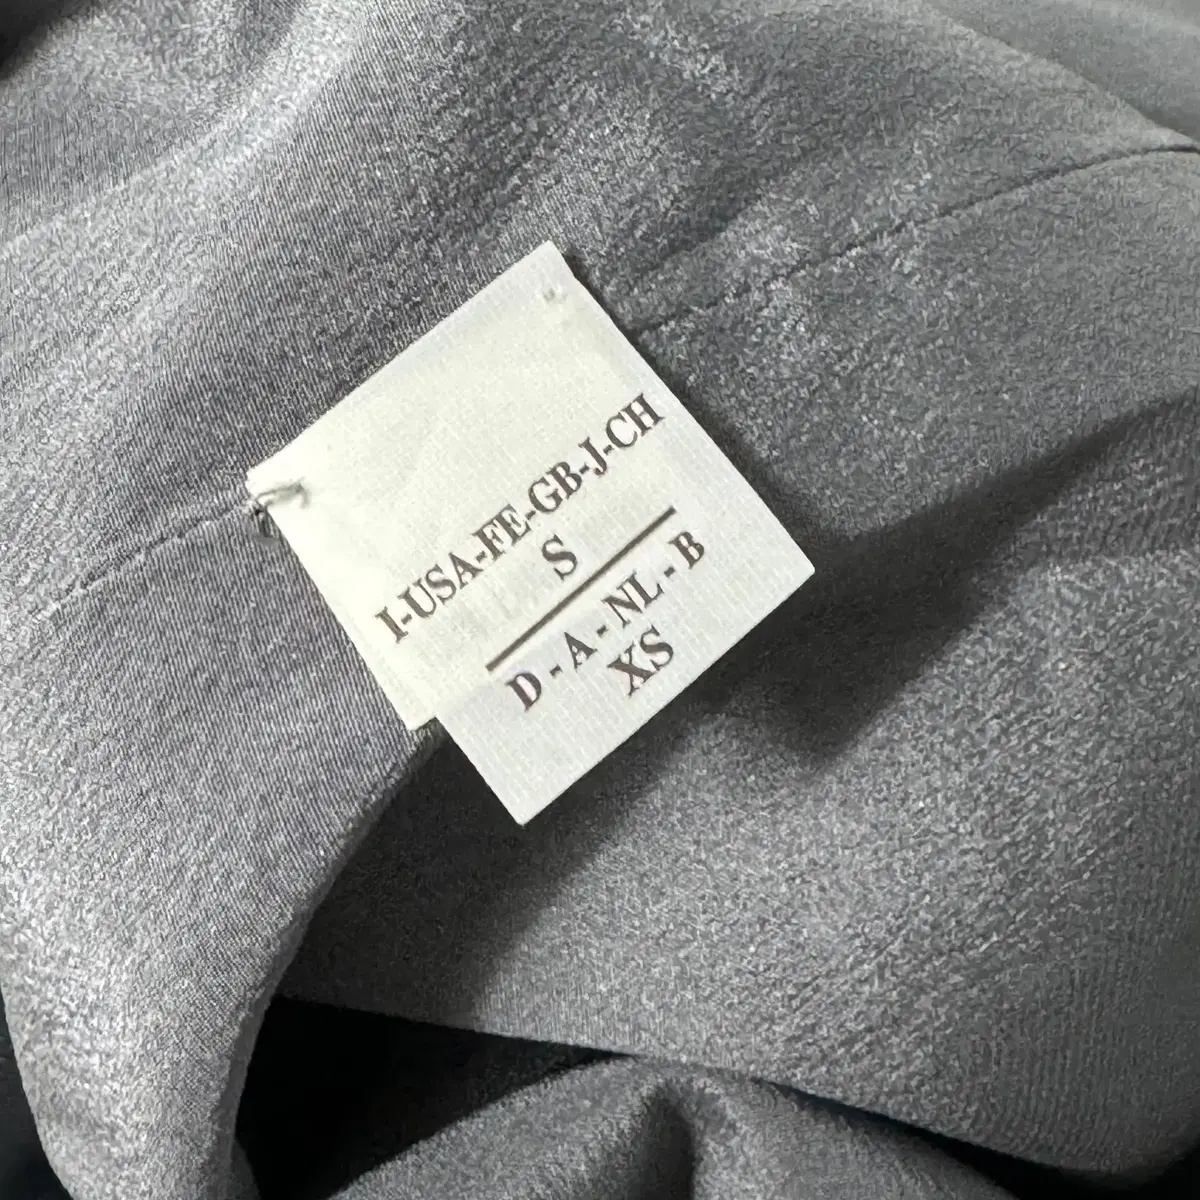 I-USA-FE-GB-J-CH
S
D - A - NL - B
XS